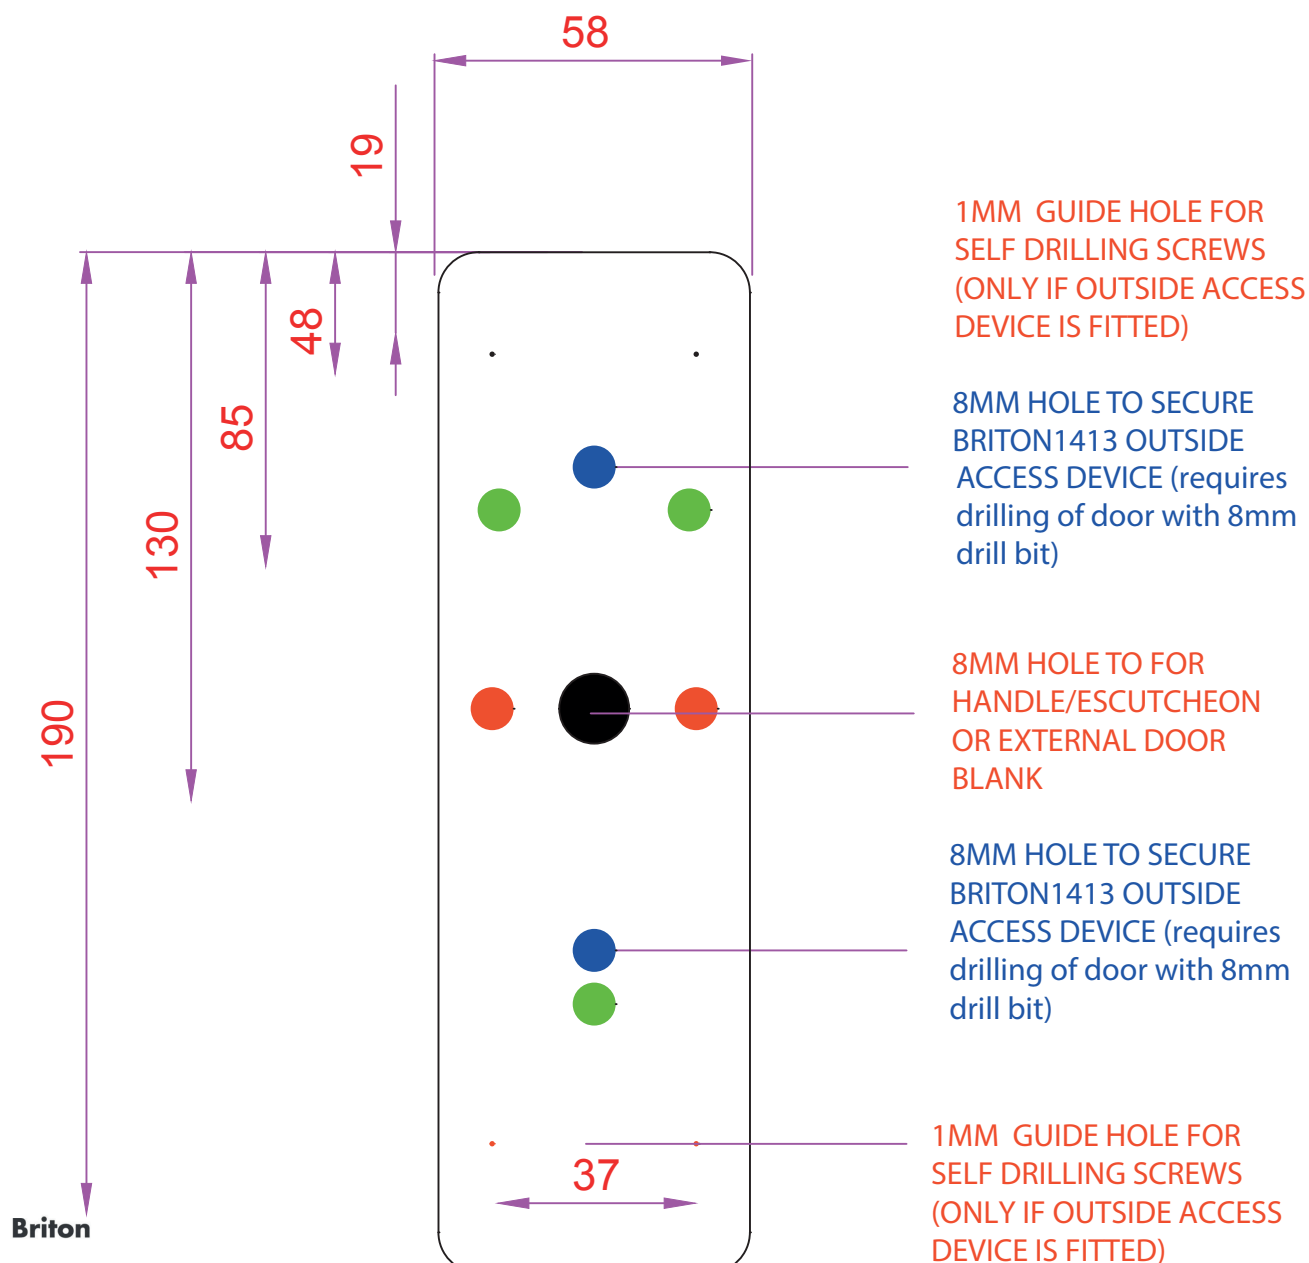 58
19
1MM GUIDE HOLE FOR
SELF DRILLING SCREWS
(ONLY IF OUTSIDE ACCESS
DEVICE IS FITTED)
48
85
8MM HOLE TO SECURE
BRITON1413 OUTSIDE
ACCESS DEVICE (requires
drilling of door with 8mm
drill bit)
130
190
8MM HOLE TO FOR
HANDLE/ESCUTCHEON
OR EXTERNAL DOOR
BLANK
8MM HOLE TO SECURE
BRITON1413 OUTSIDE
ACCESS DEVICE (requires
drilling of door with 8mm
drill bit)
37
1MM GUIDE HOLE FOR
SELF DRILLING SCREWS
(ONLY IF OUTSIDE ACCESS
DEVICE IS FITTED)
Briton